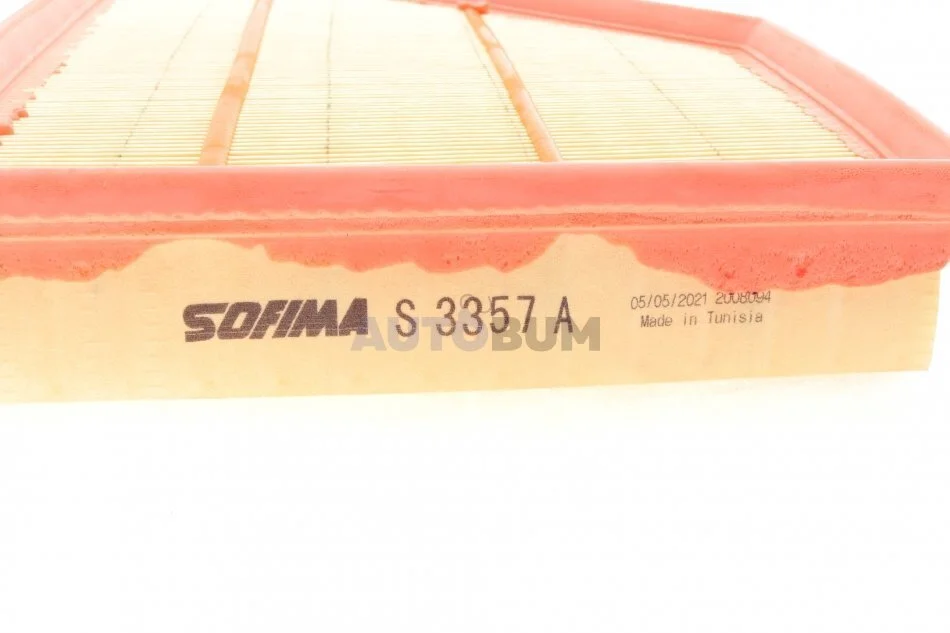 SOFIMA S 3357 A
05/05/2021 2008094
Made in Tunisia
AUTOBUM